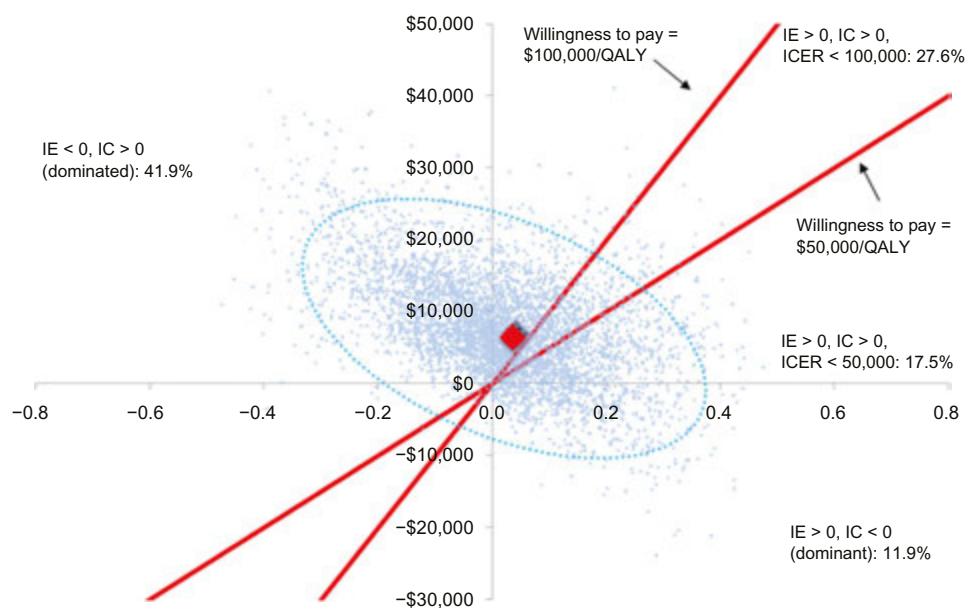 $50,000
Willingness to pay =
$100,000/QALY
IE > 0, IC > 0,
ICER < 100,000: 27.6%
$40,000
IE < 0, IC > 0
(dominated): 41.9%
$30,000
Willingness to pay =
$50,000/QALY
$20,000
$10,000
IE > 0, IC > 0,
ICER < 50,000: 17.5%
$0
−0.8 −0.6 −0.4 −0.2 0.0 0.2 0.4 0.6 0.8
−$10,000
−$20,000
IE > 0, IC < 0
(dominant): 11.9%
−$30,000